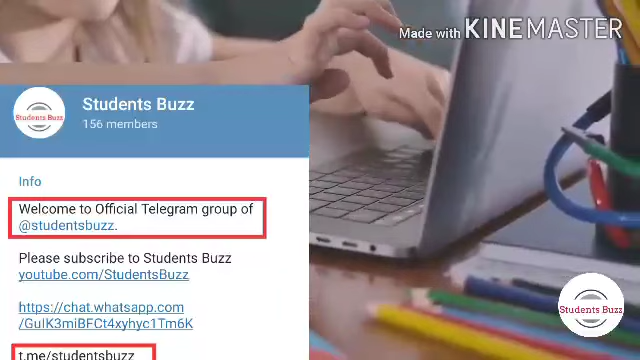 Made with KINEMASTER
Students Buzz
Students Buzz
156 members
Info
Welcome to Official Telegram group of
@studentsbuzz.
Please subscribe to Students Buzz
youtube.com/StudentsBuzz
https://chat.whatsapp.com
/GulK3miBFCt4xyhyc1Tm6K
t.me/studentsbuzz
Students Buzz